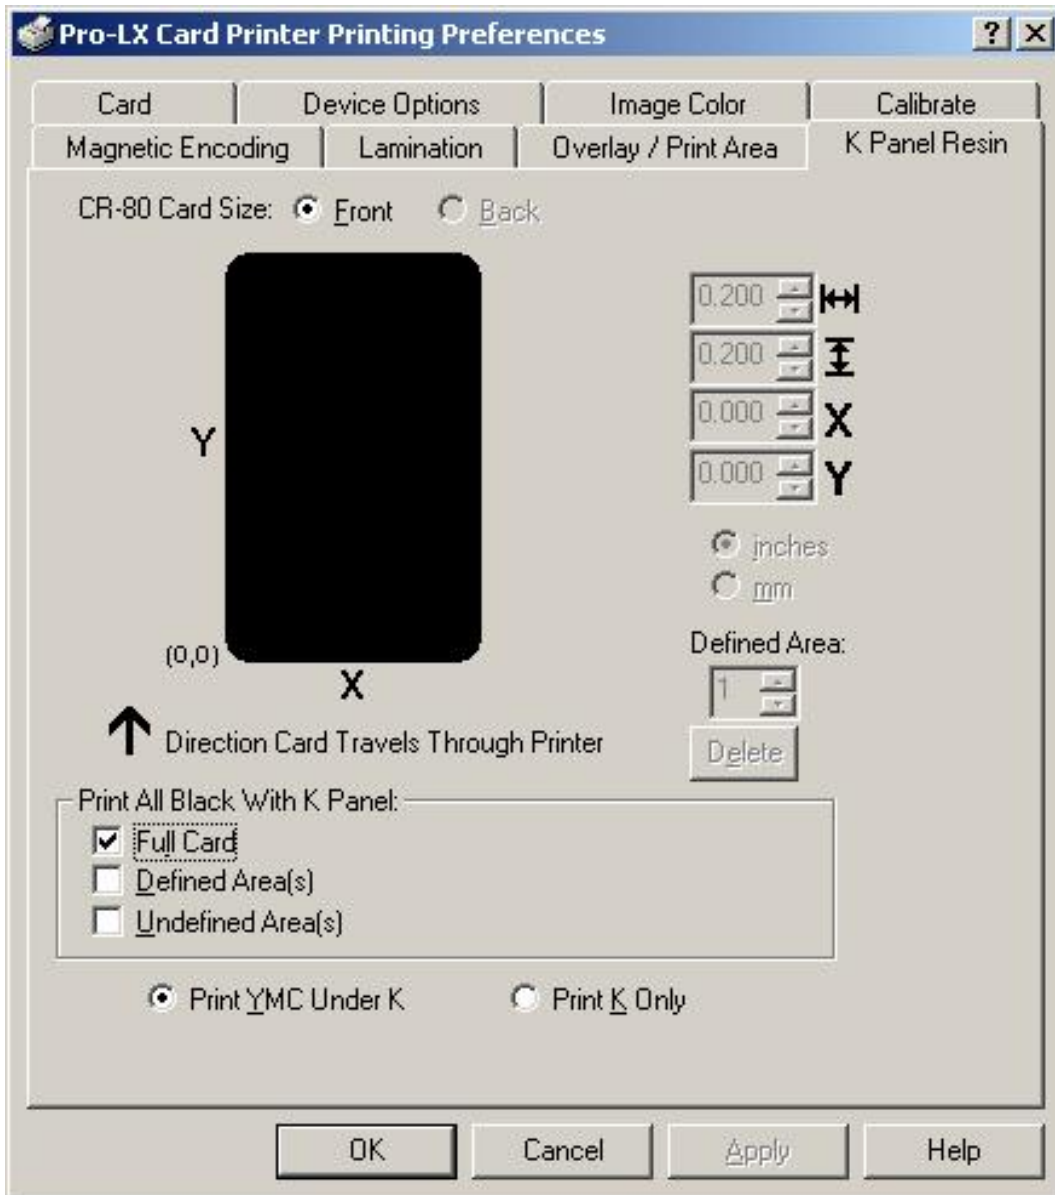 Pro-LX Card Printer Printing Preferences
Card Device Options Image Color Calibrate
Magnetic Encoding Lamination Overlay / Print Area K Panel Resin
CR-80 Card Size: Front Back
0.200
0.200
0.000 X
0.000 Y
Y
inches
mm
(0,0)
X
Defined Area:
1
Direction Card Travels Through Printer
Delete
Print All Black With K Panel:
Full Card
Defined Area(s)
Undefined Area(s)
Print YMC Under K Print K Only
OK Cancel Apply Help